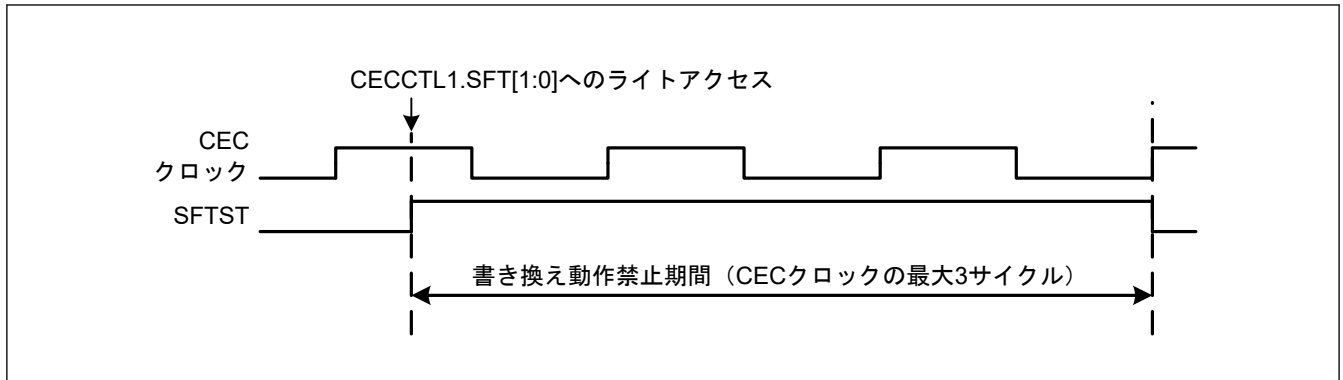 CECCTL1.SFT[1:0]へのライトアクセス
CEC
クロック
SFTST
書き換え動作禁止期間（CECクロックの最大3サイクル）